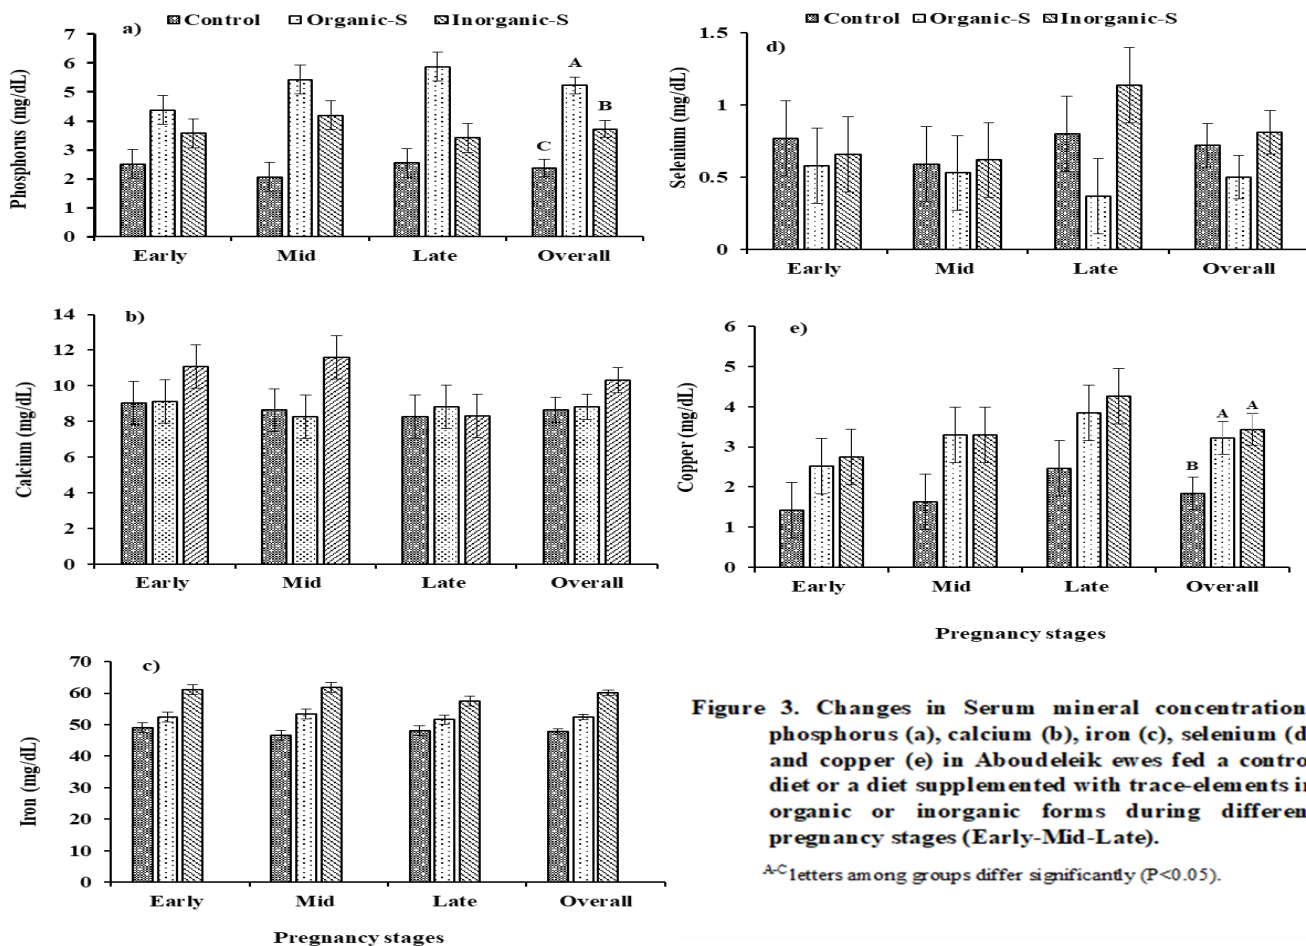 Control Organic-S Inorganic-S
a)
Phosphorus (mg/dL)
7
6
5
4
3
2
1
0
A
B
C
Early Mid Late Overall
b)
Calcium (mg/dL)
14
12
10
8
6
4
2
0
Early Mid Late Overall
c)
Iron (mg/dL)
70
60
50
40
30
20
10
0
Early Mid Late Overall
Pregnancy stages
Control Organic-S Inorganic-S
d)
Selenium (mg/dL)
1.5
1
0.5
0
Early Mid Late Overall
e)
Copper (mg/dL)
6
5
4
3
2
1
0
A
A
B
Early Mid Late Overall
Pregnancy stages
Figure 3. Changes in Serum mineral concentration
phosphorus (a), calcium (b), iron (c), selenium (d
and copper (e) in Aboudeleik ewes fed a contro
diet or a diet supplemented with trace-elements in
organic or inorganic forms during differen
pregnancy stages (Early-Mid-Late).
A-C letters among groups differ significantly (P<0.05).